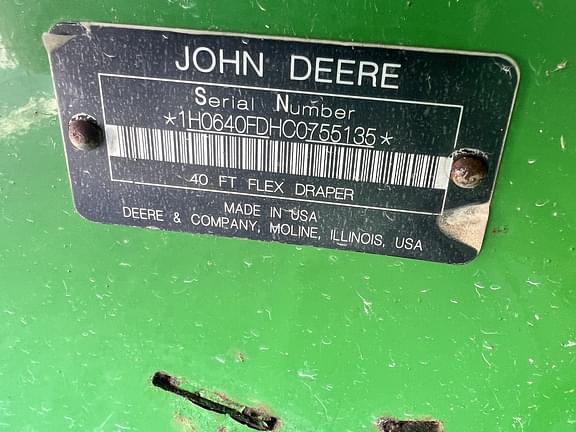 JOHN DEERE
Serial Number
*1H0640FDHC0755135*
40 FT FLEX DRAPER
MADE IN USA
DEERE & COMPANY, MOLINE, ILLINOIS, USA